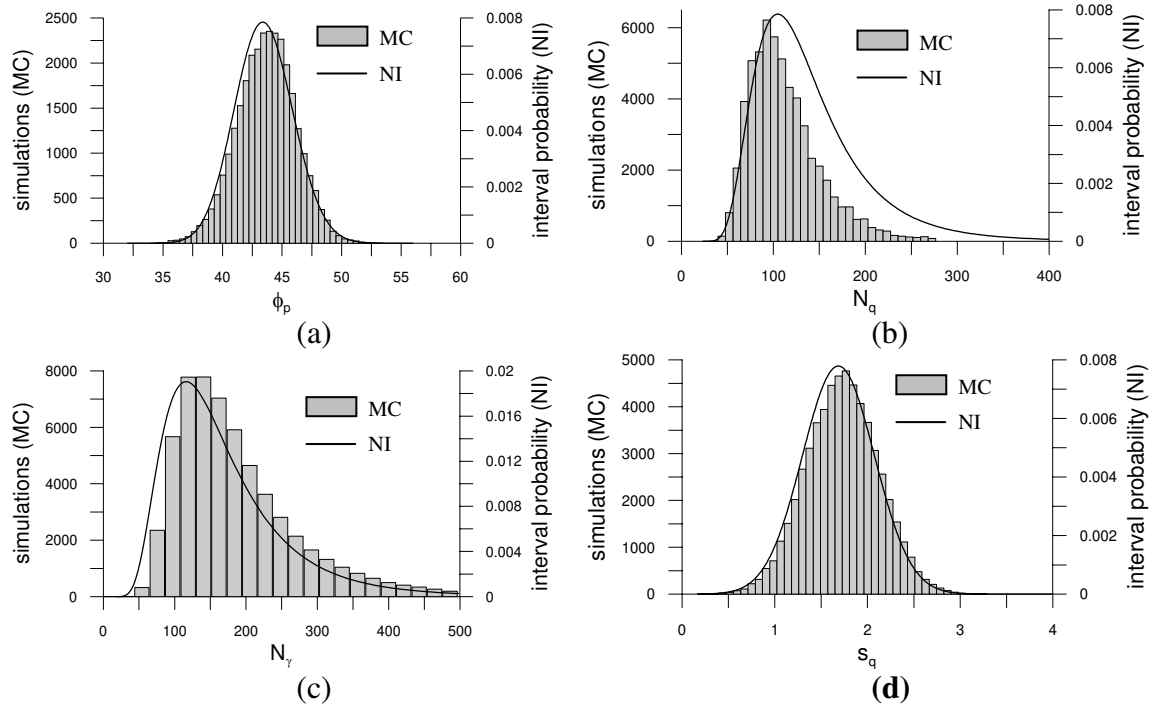 simulations (MC)
2500
2000
1500
1000
500
0
MC
NI
0.008
0.006
0.004
0.002
0
interval probability (NI)
30 35 40 45 50 55 60
ϕp
(a)
simulations (MC)
6000
4000
2000
0
MC
NI
0.008
0.006
0.004
0.002
0
interval probability (NI)
0 100 200 300 400
Nq
(b)
simulations (MC)
8000
6000
4000
2000
0
MC
NI
0.02
0.016
0.012
0.008
0.004
0
interval probability (NI)
0 100 200 300 400 500
Nγ
(c)
simulations (MC)
5000
4000
3000
2000
1000
0
MC
NI
0.008
0.006
0.004
0.002
0
interval probability (NI)
0 1 2 3 4
sq
(d)